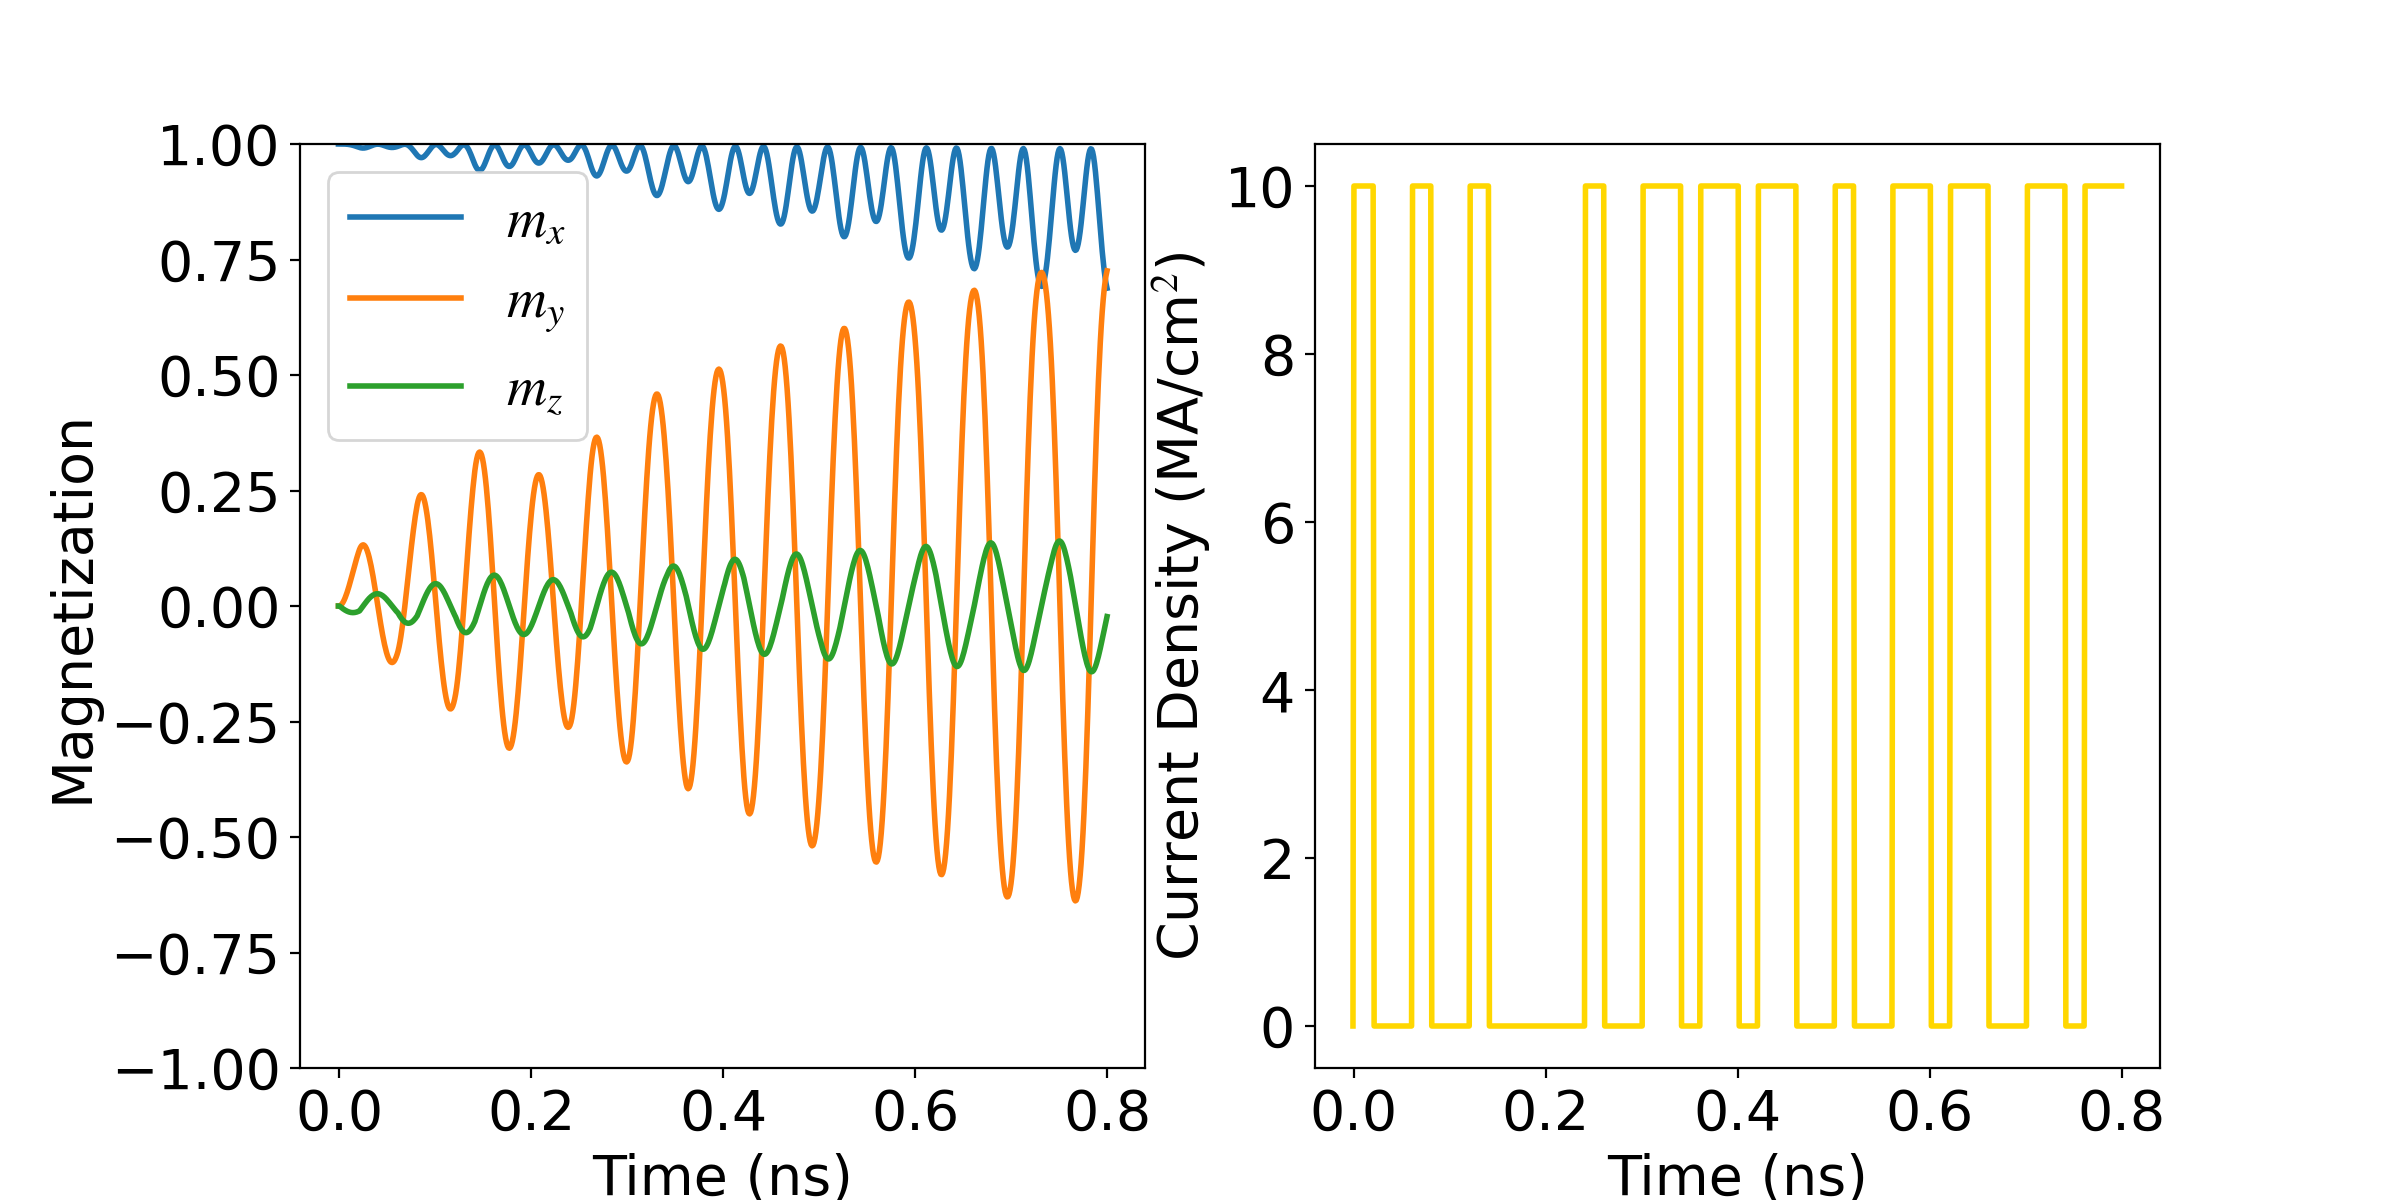 1.00
0.75
0.50
0.25
0.00
−0.25
−0.50
−0.75
−1.00
Magnetization
m_x
m_y
m_z
0.0 0.2 0.4 0.6 0.8
Time (ns)
10
8
6
4
2
0
Current Density (MA/cm²)
0.0 0.2 0.4 0.6 0.8
Time (ns)